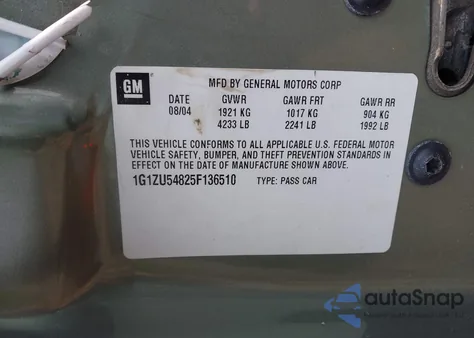 GM
MFD BY GENERAL MOTORS CORP
DATE GVWR GAWR FRT GAWR RR
08/04 1921 KG 1017 KG 904 KG
4233 LB 2241 LB 1992 LB
THIS VEHICLE CONFORMS TO ALL APPLICABLE U.S. FEDERAL MOTOR
VEHICLE SAFETY, BUMPER, AND THEFT PREVENTION STANDARDS IN
EFFECT ON THE DATE OF MANUFACTURE SHOWN ABOVE.
1G1ZU54825F136510 TYPE: PASS CAR
autoSnap